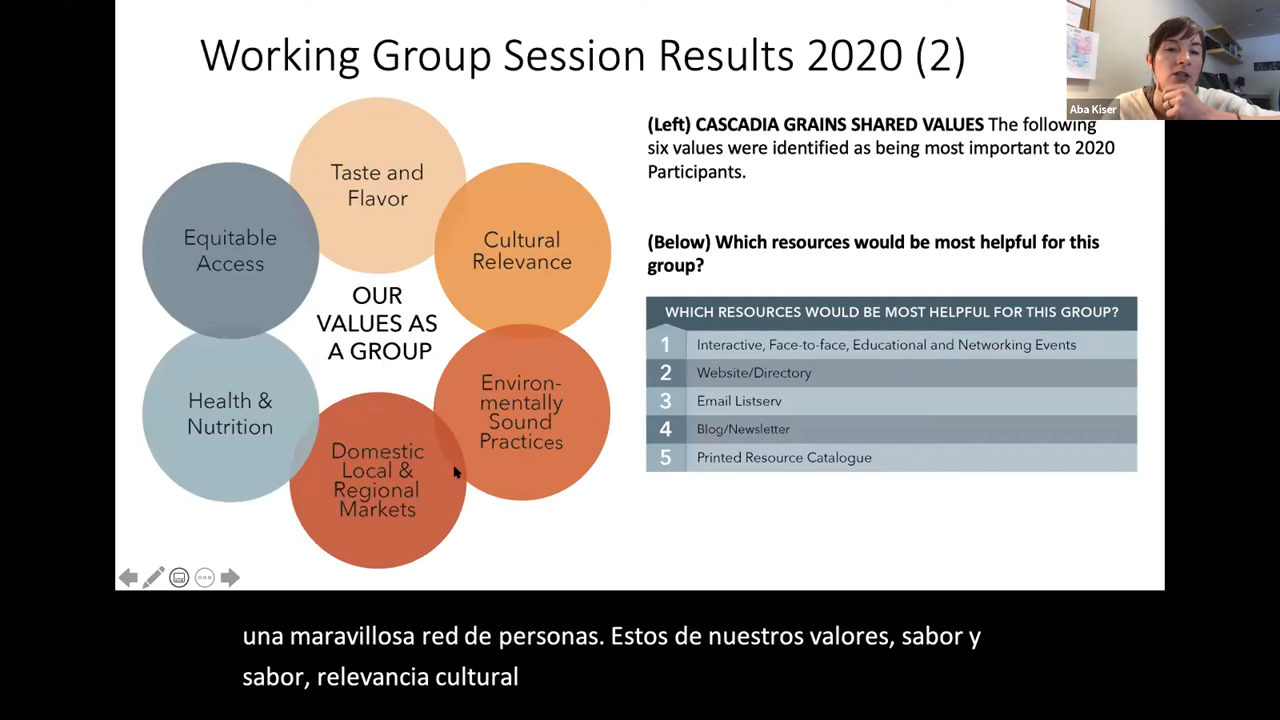 Working Group Session Results 2020 (2)
Aba Kiser
Taste and
Flavor
Cultural
Relevance
Environ-
mentally
Sound
Practices
Domestic
Local &
Regional
Markets
Health &
Nutrition
Equitable
Access
OUR
VALUES AS
A GROUP
(Left) CASCADIA GRAINS SHARED VALUES The following
six values were identified as being most important to 2020
Participants.
(Below) Which resources would be most helpful for this
group?
WHICH RESOURCES WOULD BE MOST HELPFUL FOR THIS GROUP?
1 Interactive, Face-to-face, Educational and Networking Events
2 Website/Directory
3 Email Listserv
4 Blog/Newsletter
5 Printed Resource Catalogue
una maravillosa red de personas. Estos de nuestros valores, sabor y
sabor, relevancia cultural